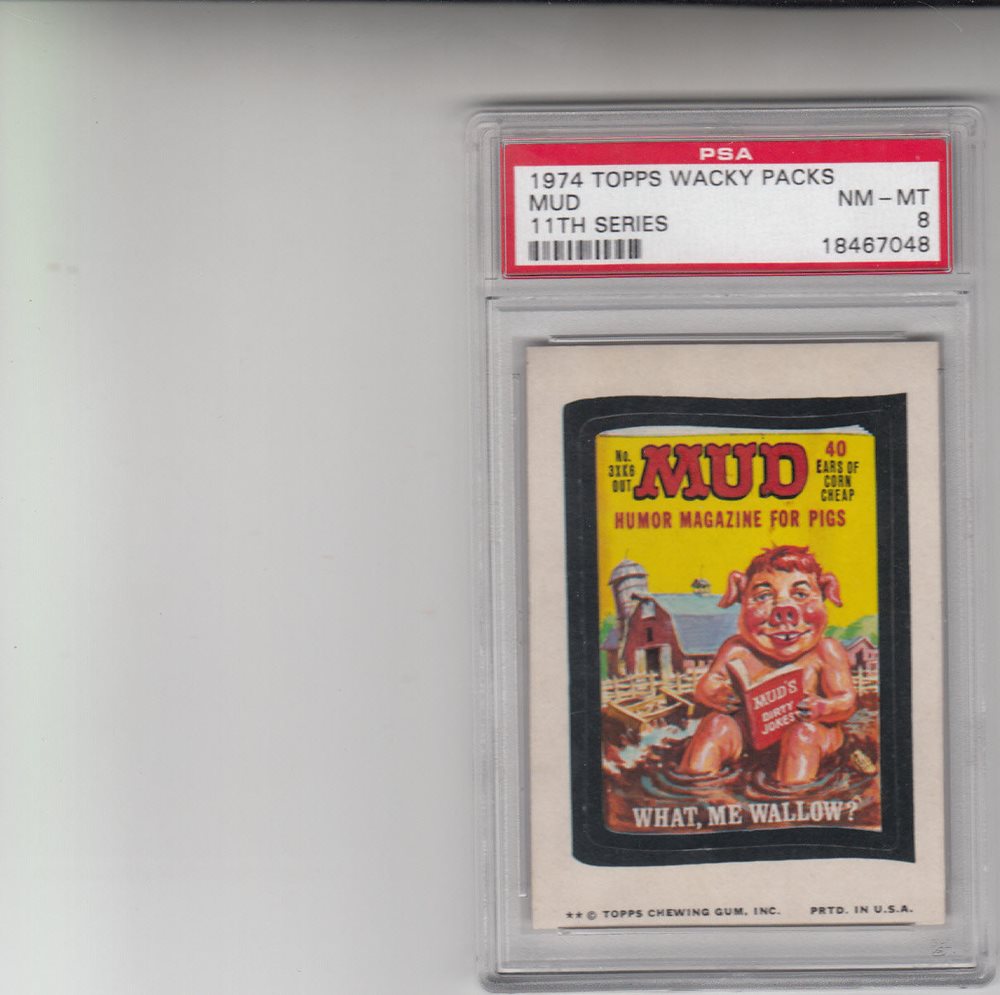 PSA
1974 TOPPS WACKY PACKS
MUD NM - MT
11TH SERIES 8
18467048
No.
3XK6
OUT
MUD
40
EARS OF
CORN
CHEAP
HUMOR MAGAZINE FOR PIGS
MUD'S
DIRTY
JOKES
WHAT, ME WALLOW?
** © TOPPS CHEWING GUM, INC. PRTD. IN U.S.A.